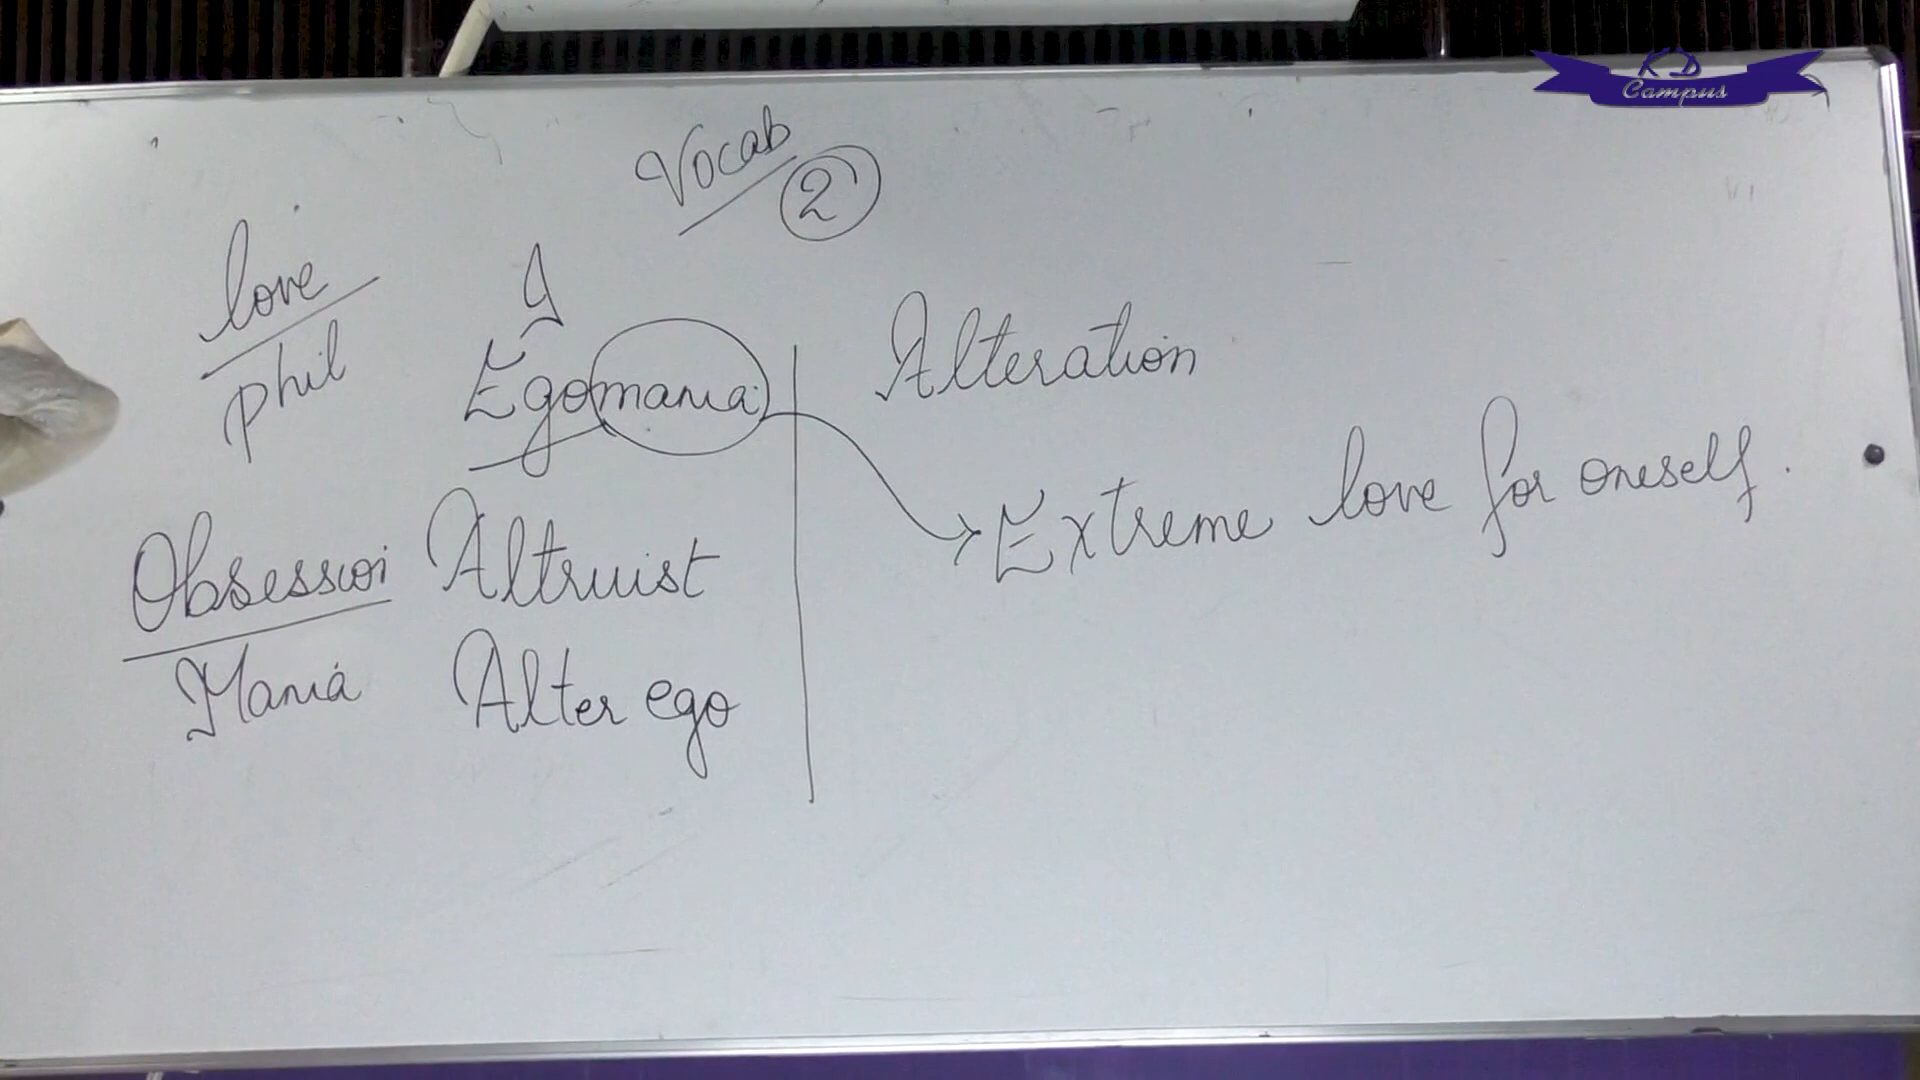 KD
Campus
Vocab
2
love
phil
I
Egomania
Alteration
Extreme love for oneself.
Obsession
Mania
Altruist
Alter ego